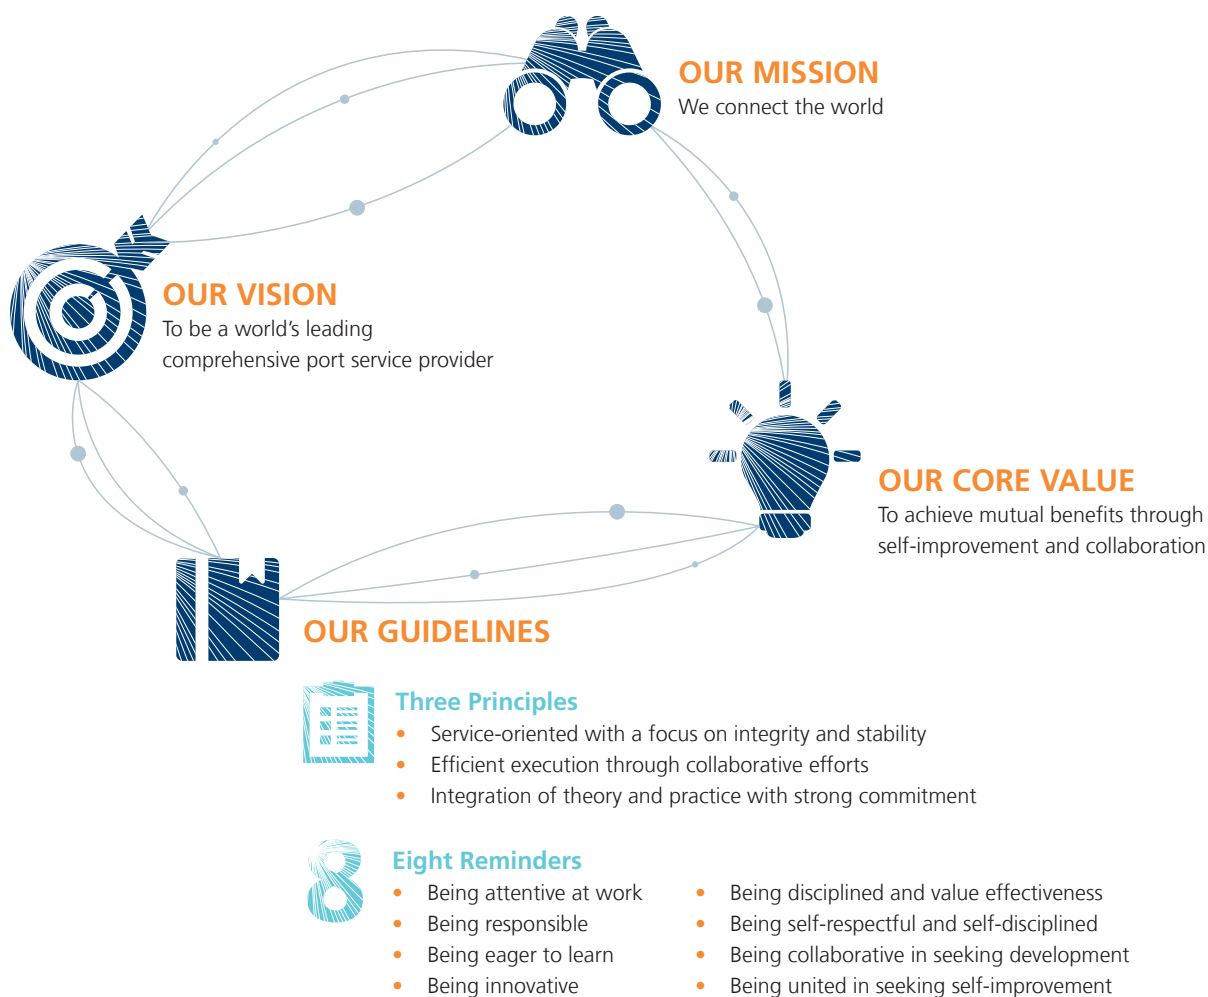 OUR MISSION
We connect the world
OUR VISION
To be a world’s leading
comprehensive port service provider
OUR CORE VALUE
To achieve mutual benefits through
self-improvement and collaboration
OUR GUIDELINES
Three Principles
• Service-oriented with a focus on integrity and stability
• Efficient execution through collaborative efforts
• Integration of theory and practice with strong commitment
8
Eight Reminders
• Being attentive at work
• Being responsible
• Being eager to learn
• Being innovative
• Being disciplined and value effectiveness
• Being self-respectful and self-disciplined
• Being collaborative in seeking development
• Being united in seeking self-improvement